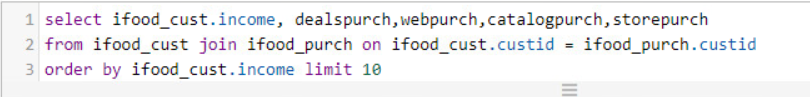 1 select ifood_cust.income, dealspurch,webpurch,catalogpurch,storepurch
2 from ifood_cust join ifood_purch on ifood_cust.custid = ifood_purch.custid
3 order by ifood_cust.income limit 10